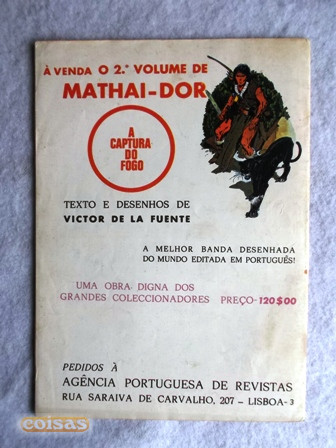 À VENDA O 2.º VOLUME DE
MATHAI-DOR
A
CAPTURA
DO
FOGO
TEXTO E DESENHOS DE
VICTOR DE LA FUENTE
A MELHOR BANDA DESENHADA
DO MUNDO EDITADA EM PORTUGUÊS!
UMA OBRA DIGNA DOS
GRANDES COLECCIONADORES PREÇO-120$00
PEDIDOS À
AGÊNCIA PORTUGUESA DE REVISTAS
RUA SARAIVA DE CARVALHO, 207 - LISBOA-3
coisas